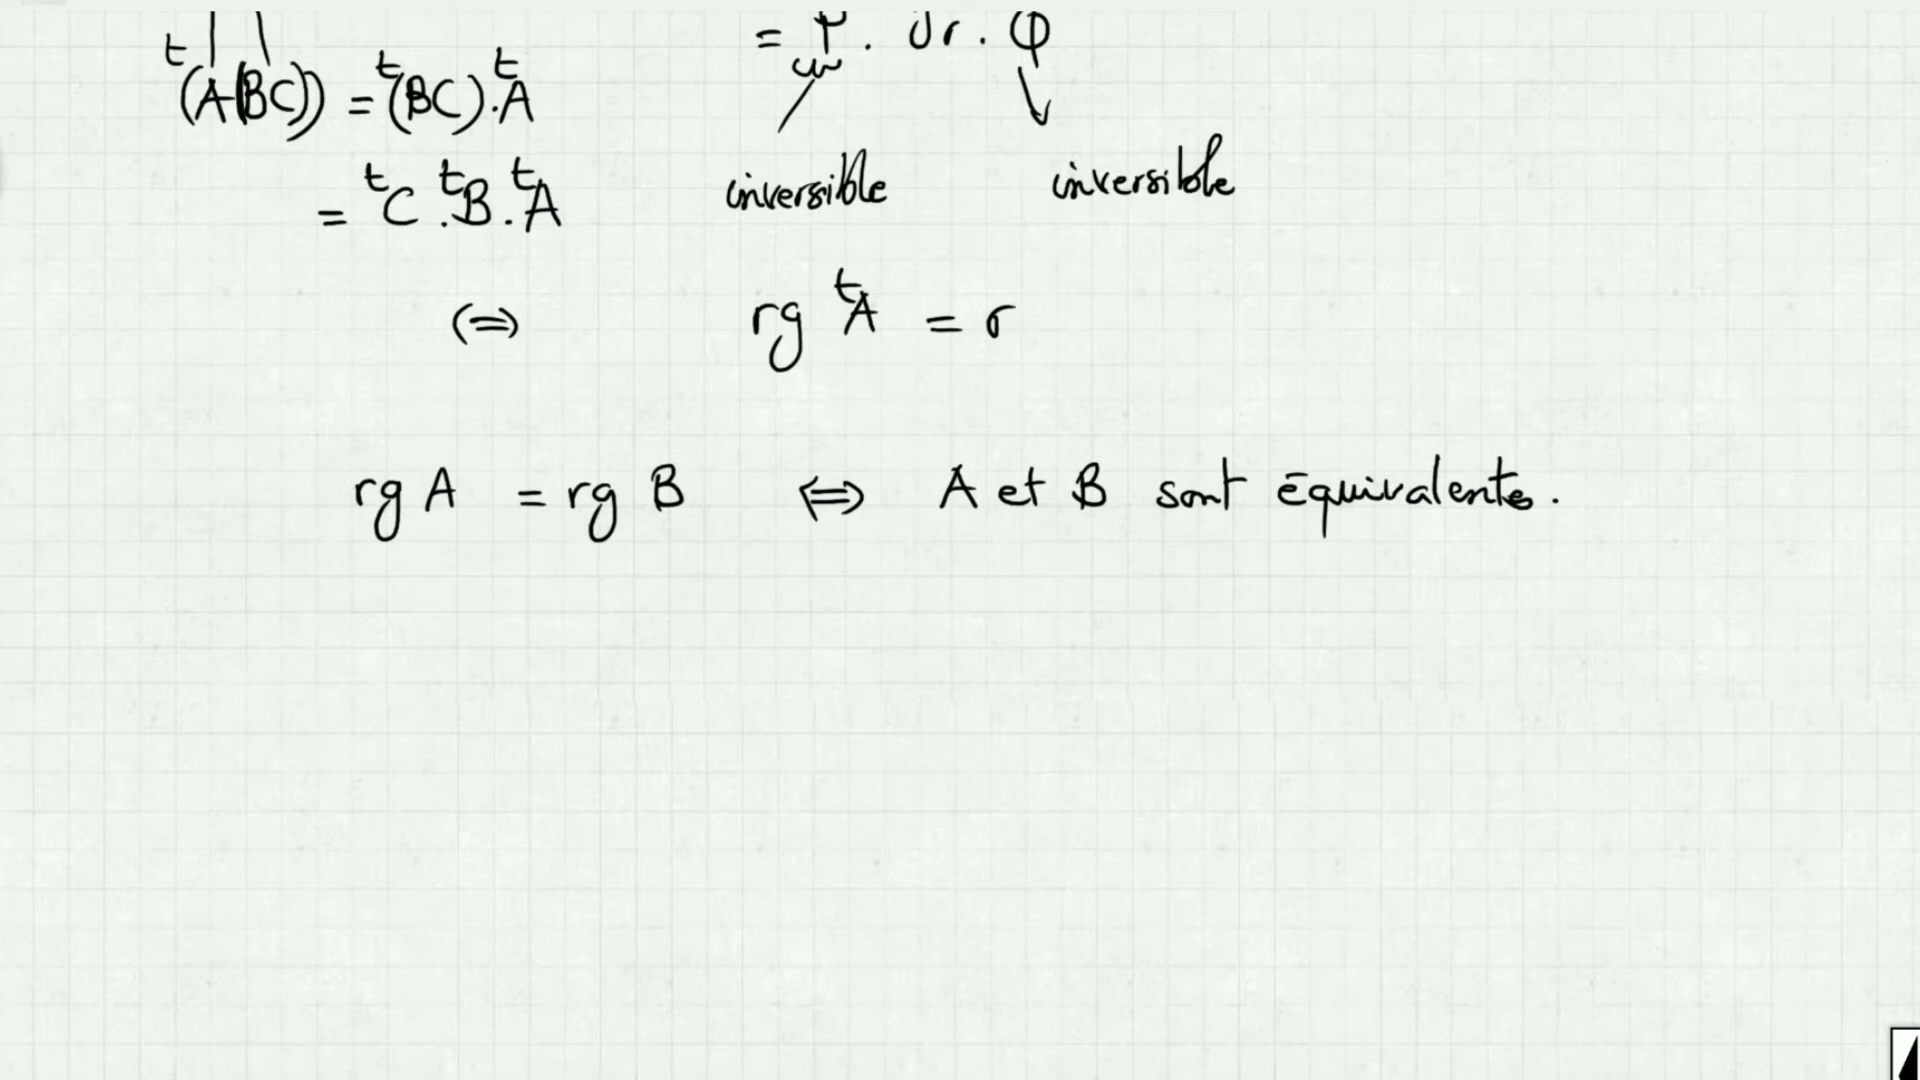 ᵗ(A(BC)) = ᵗ(BC).ᵗA
= ᵗC.ᵗB.ᵗA
= P. Jr. Q
inversible inversible
⇔ rg ᵗA = r
rg A = rg B ⇔ A et B sont équivalentes.